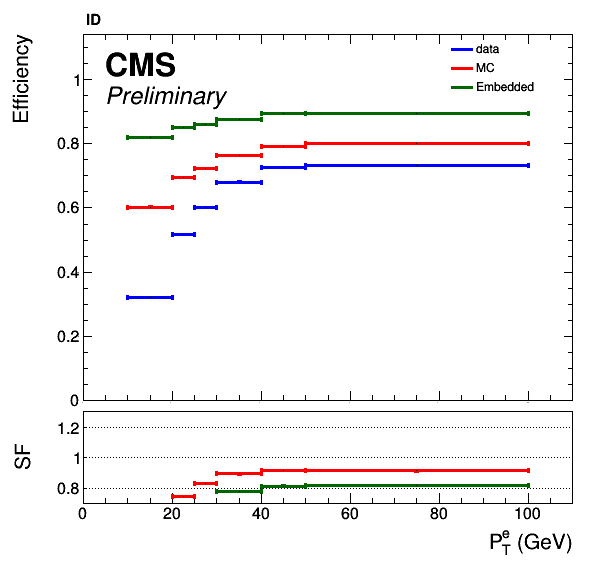 ID
CMS
Preliminary
data
MC
Embedded
Efficiency
1
0.8
0.6
0.4
0.2
0
SF
1.2
1
0.8
0 20 40 60 80 100
P_T^e (GeV)